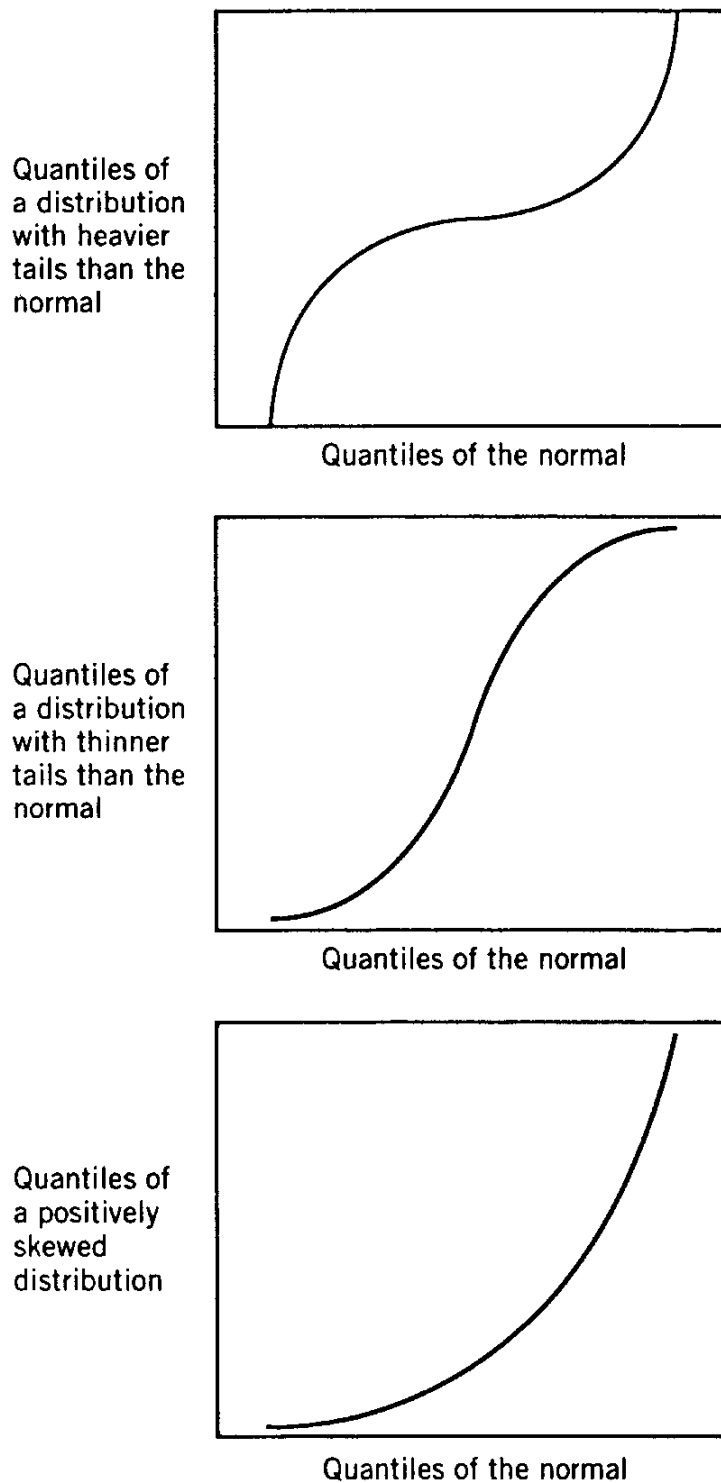 Quantiles of
a distribution
with heavier
tails than the
normal
Quantiles of the normal
Quantiles of
a distribution
with thinner
tails than the
normal
Quantiles of the normal
Quantiles of
a positively
skewed
distribution
Quantiles of the normal